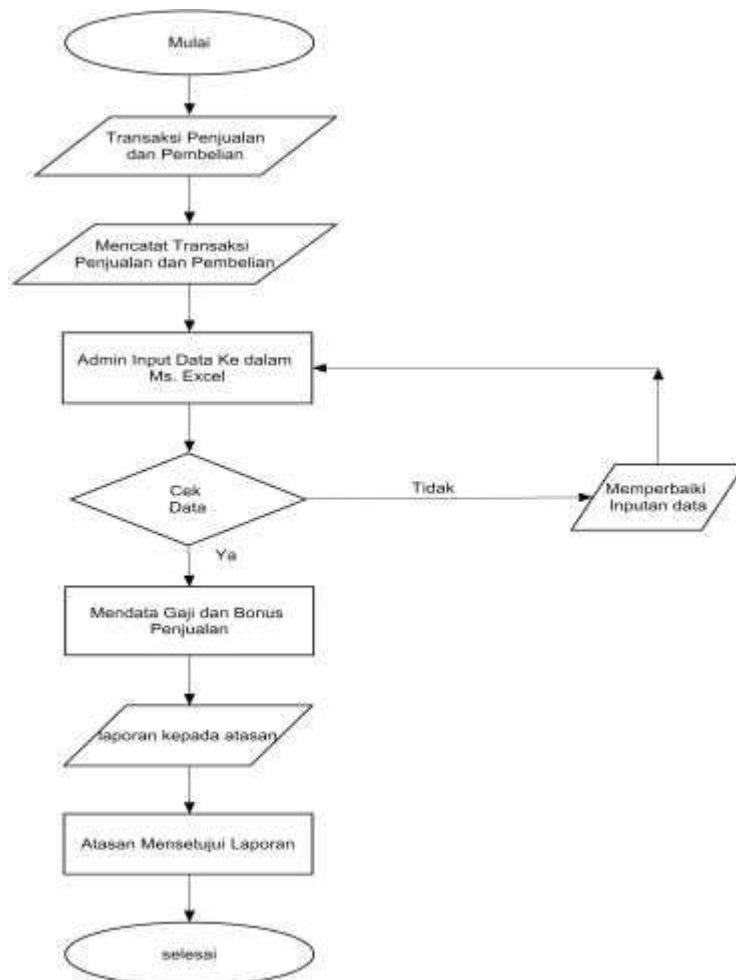 Mulai
Transaksi Penjualan
dan Pembelian
Mencatat Transaksi
Penjualan dan Pembelian
Admin Input Data Ke dalam
Ms. Excel
Cek
Data
Tidak
Memperbaiki
Inputan data
Ya
Mendata Gaji dan Bonus
Penjualan
laporan kepada atasan
Atasan Mensetujui Laporan
selesai